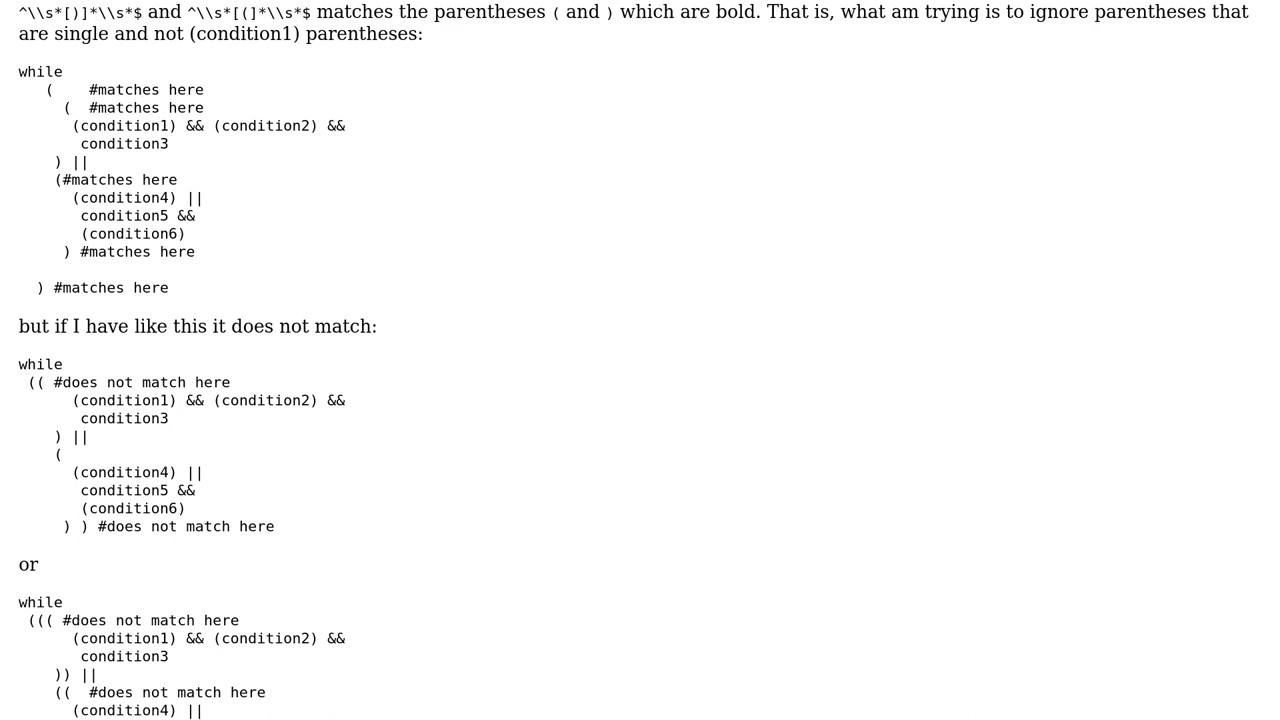 ^\\s*[)]*\\s*$ and ^\\s*[(]*\\s*$ matches the parentheses ( and ) which are bold. That is, what am trying is to ignore parentheses that
are single and not (condition1) parentheses:
while
   (    #matches here
     (  #matches here
      (condition1) && (condition2) &&
       condition3
    ) ||
    (#matches here
      (condition4) ||
       condition5 &&
       (condition6)
     ) #matches here
  ) #matches here
but if I have like this it does not match:
while
 (( #does not match here
      (condition1) && (condition2) &&
       condition3
    ) ||
    (
      (condition4) ||
       condition5 &&
       (condition6)
     ) ) #does not match here
or
while
 ((( #does not match here
      (condition1) && (condition2) &&
       condition3
    )) ||
    ((  #does not match here
      (condition4) ||